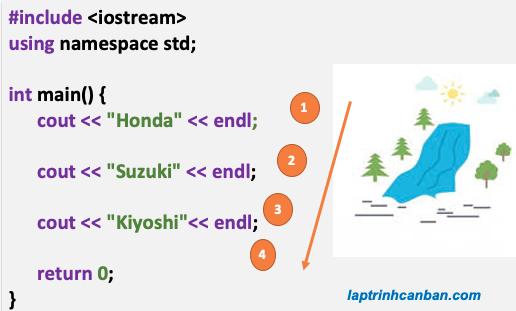 #include <iostream>
using namespace std;
int main() {
cout << "Honda" << endl;
1
cout << "Suzuki" << endl;
2
cout << "Kiyoshi"<< endl;
3
4
return 0;
}
laptrinhcanban.com